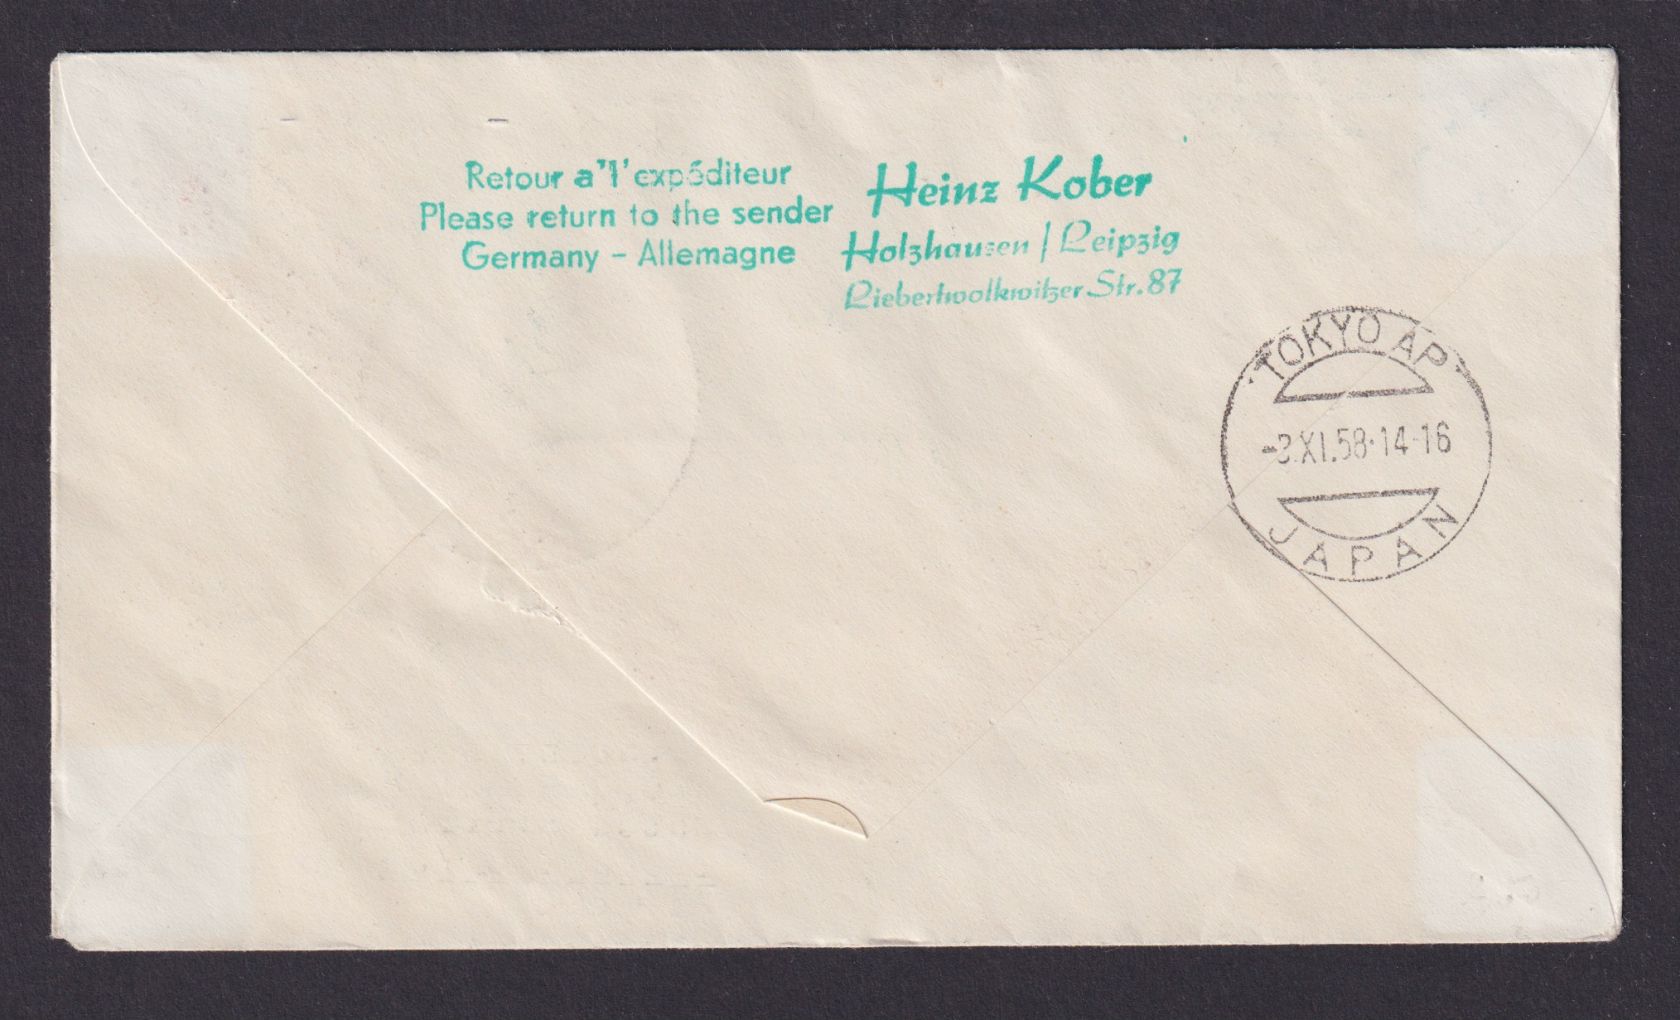 Retour a'l'expéditeur
Please return to the sender
Germany - Allemagne
Heinz Kober
Holzhausen / Leipzig
Liebertwolkwitzer Str. 87
TOKYO AP
XI.58·14-16
JAPAN